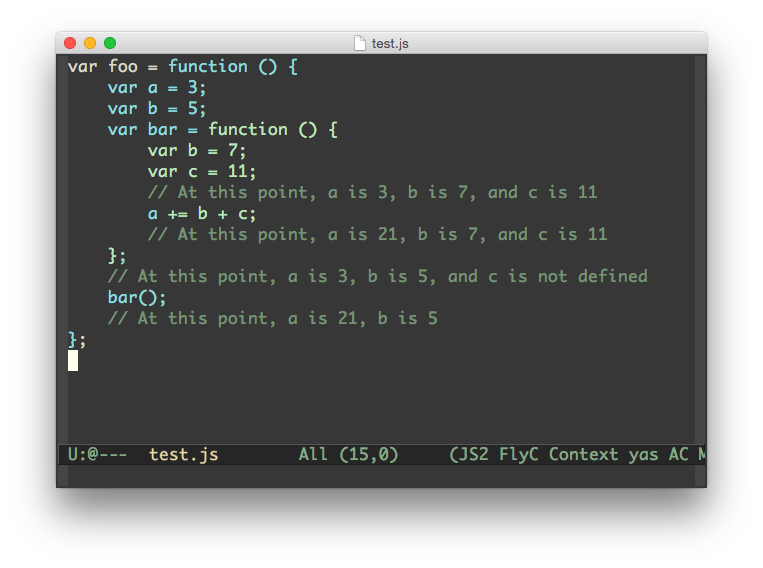 test.js
var foo = function () {
    var a = 3;
    var b = 5;
    var bar = function () {
        var b = 7;
        var c = 11;
        // At this point, a is 3, b is 7, and c is 11
        a += b + c;
        // At this point, a is 21, b is 7, and c is 11
    };
    // At this point, a is 3, b is 5, and c is not defined
    bar();
    // At this point, a is 21, b is 5
};
U:@--- test.js All (15,0) (JS2 FlyC Context yas AC M